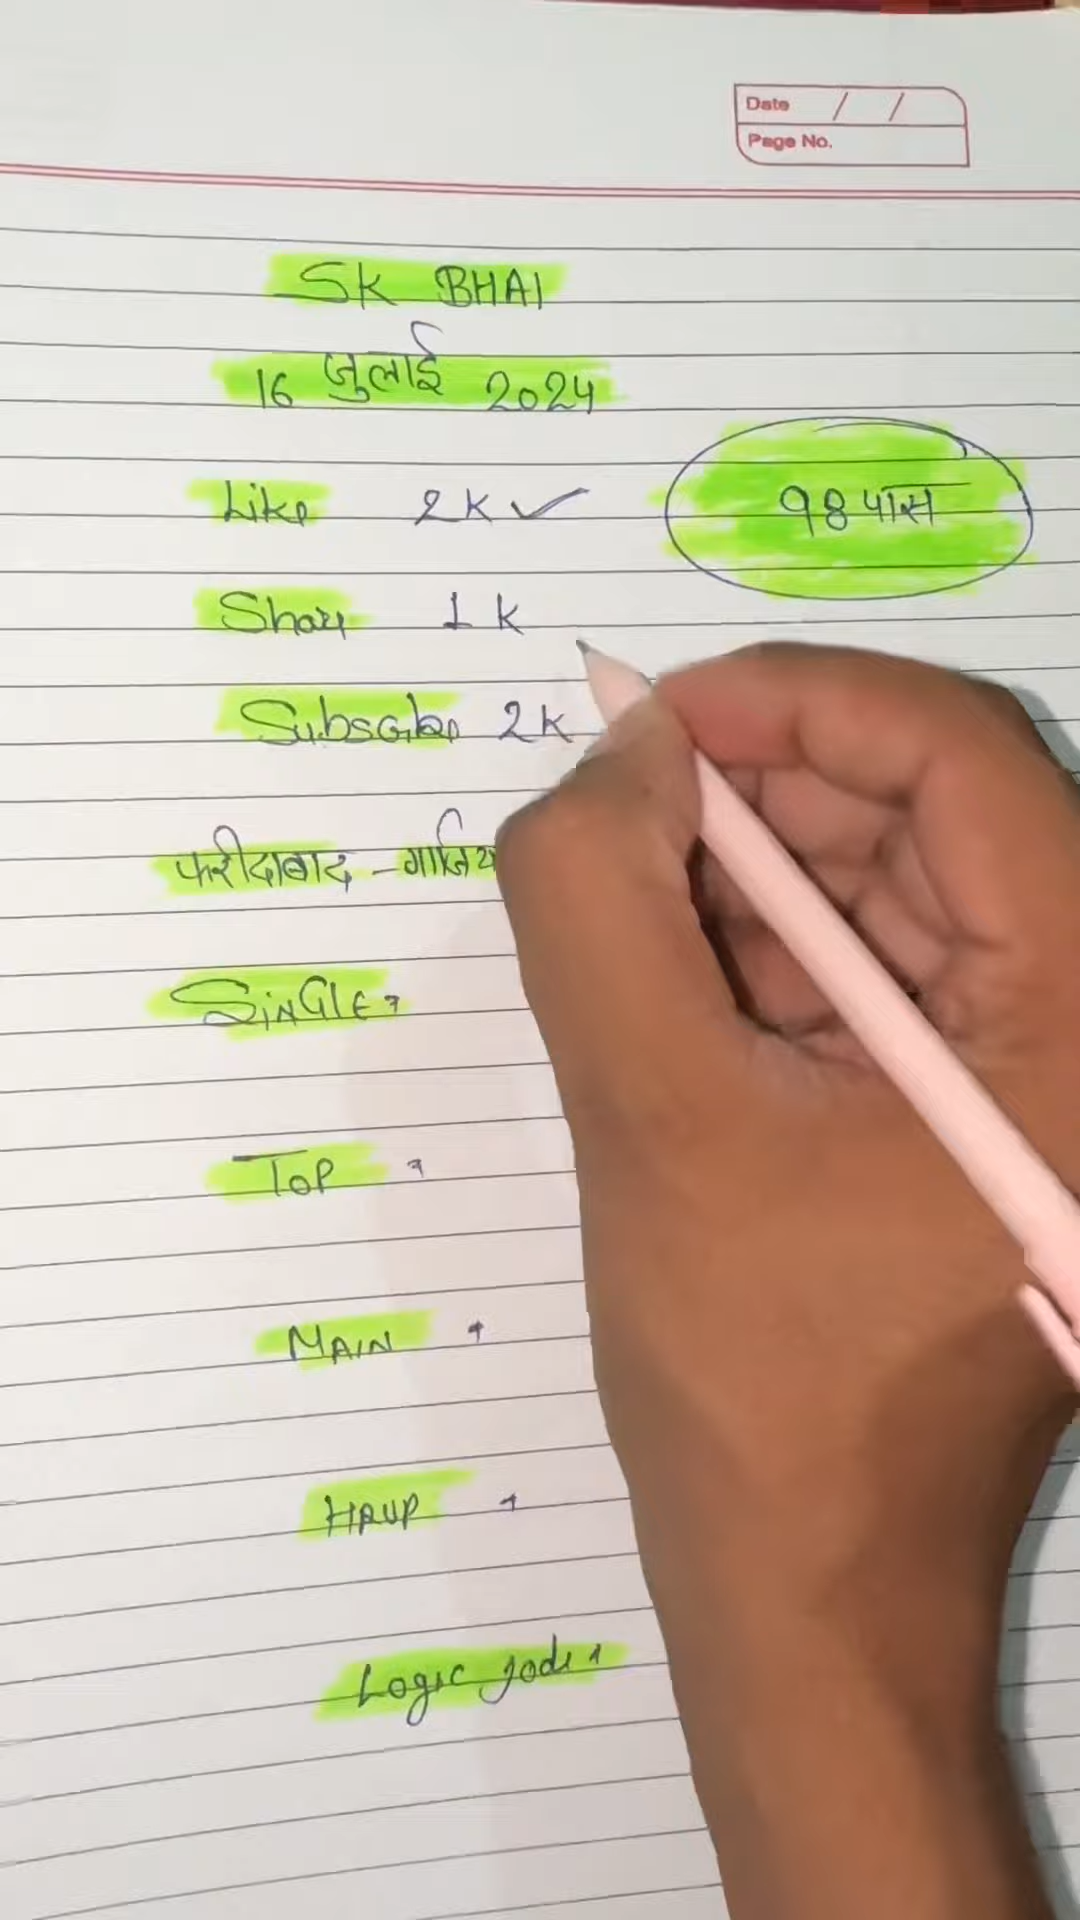 Date / /
Page No.
SK BHAI
16 जुलाई 2024
Like 2K ✓
98 पास
Share 1 K
Subscribe 2K
फरीदाबाद - गाजिय
SINGLE
TOP
MAIN
HRUP
Logic jodi